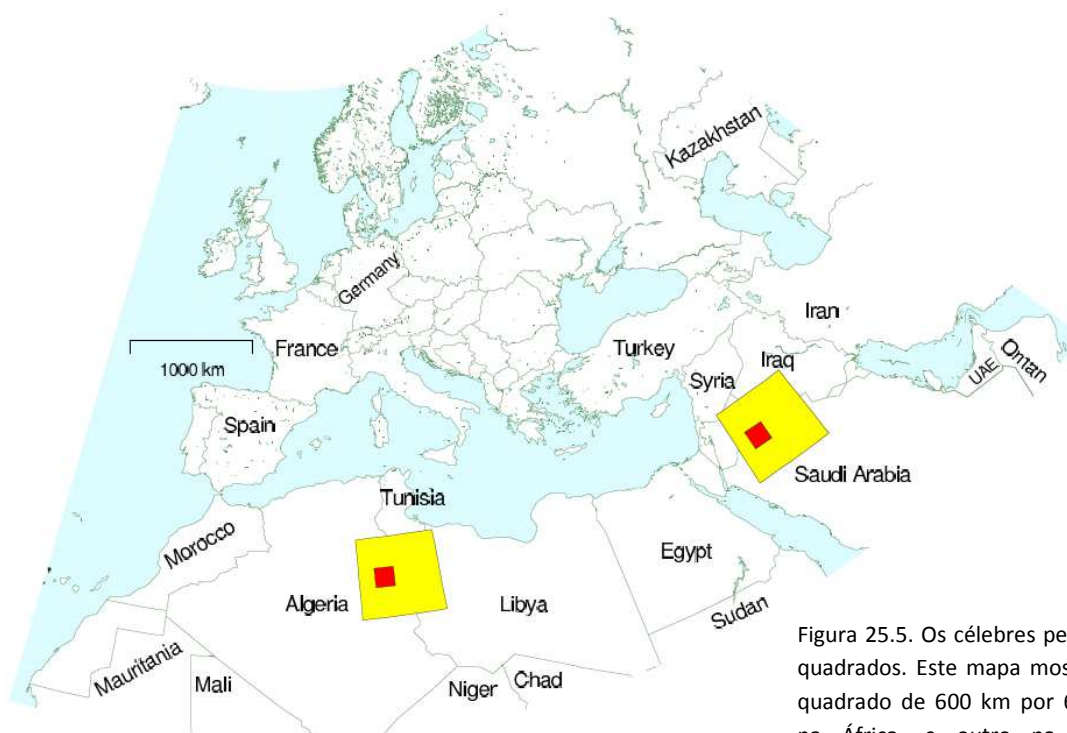 Kazakhstan
Germany
Iran
France
Turkey
Iraq
1000 km
Syria
UAE
Oman
Spain
Saudi Arabia
Tunisia
Morocco
Egypt
Algeria
Libya
Sudan
Mauritania
Mali
Niger
Chad
Figura 25.5. Os célebres pe
quadrados. Este mapa mos
quadrado de 600 km por 6